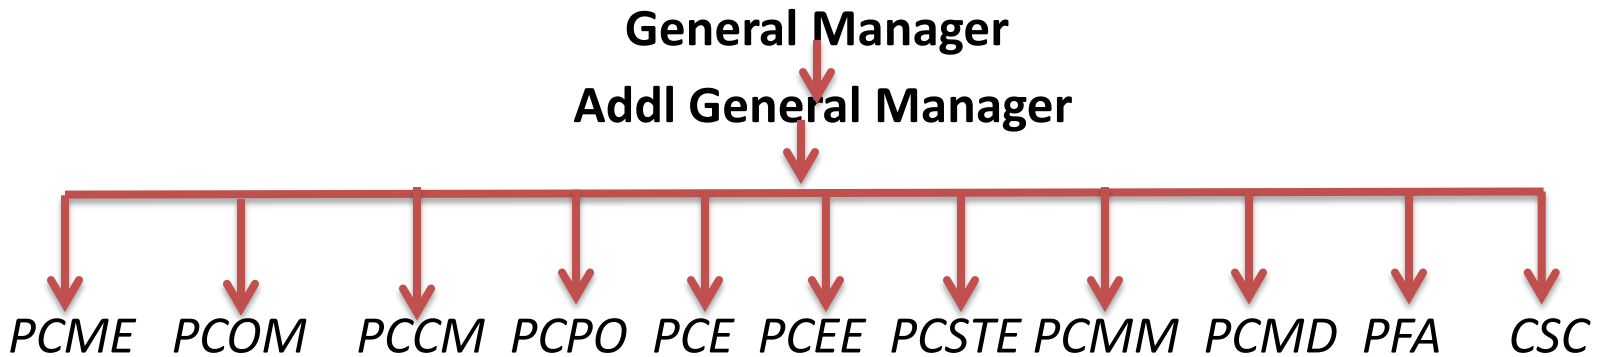 General Manager
Addl General Manager
PCME PCOM PCCM PCPO PCE PCEE PCSTE PCMM PCMD PFA CSC